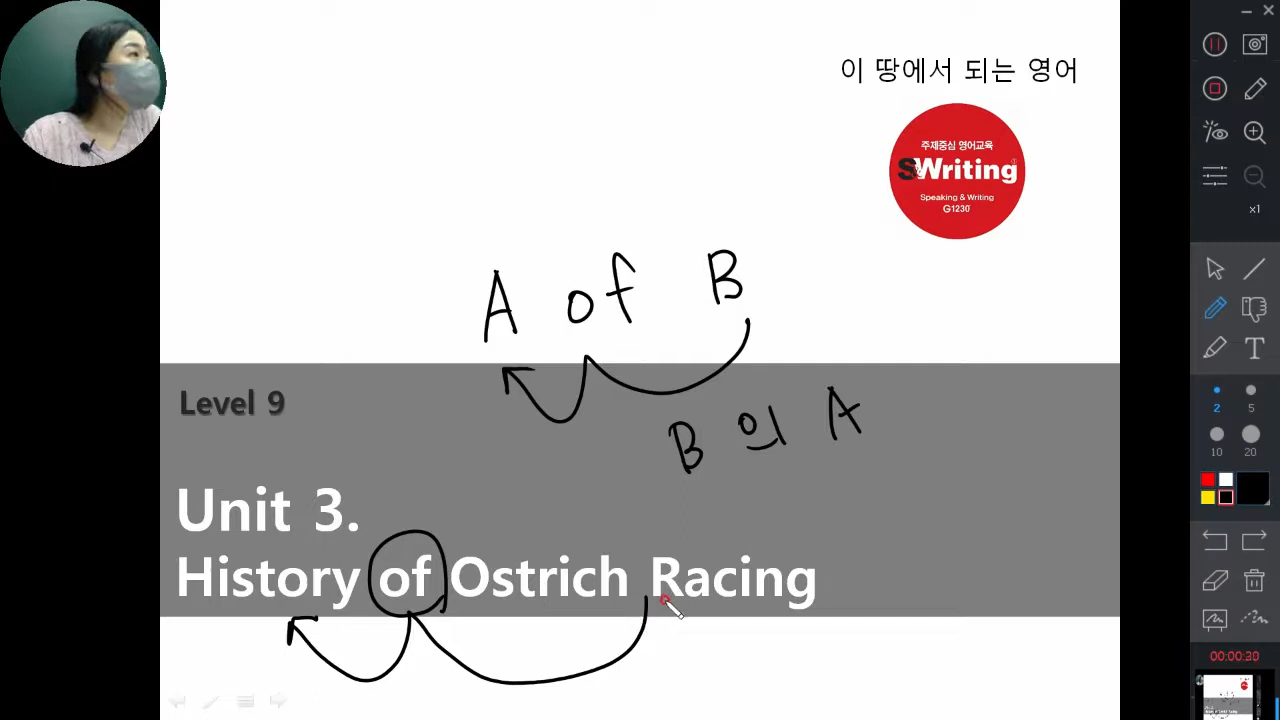 이 땅에서 되는 영어
주제중심 영어교육
SWriting
Speaking & Writing
G1230
x1
A of B
Level 9
B의 A
Unit 3.
History of Ostrich Racing
T
2 5
10 20
00:00:30